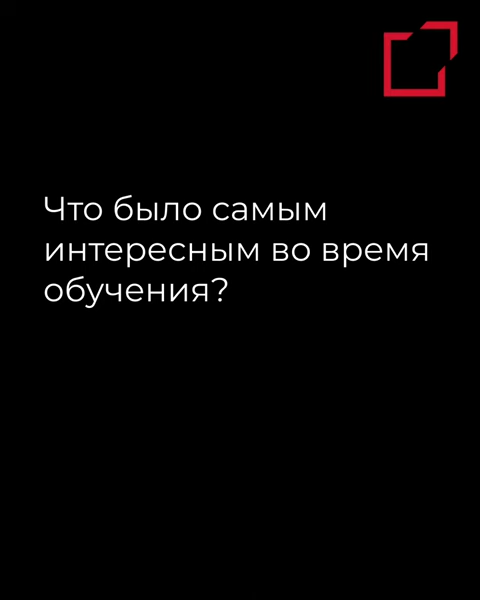 Что было самым
интересным во время
обучения?